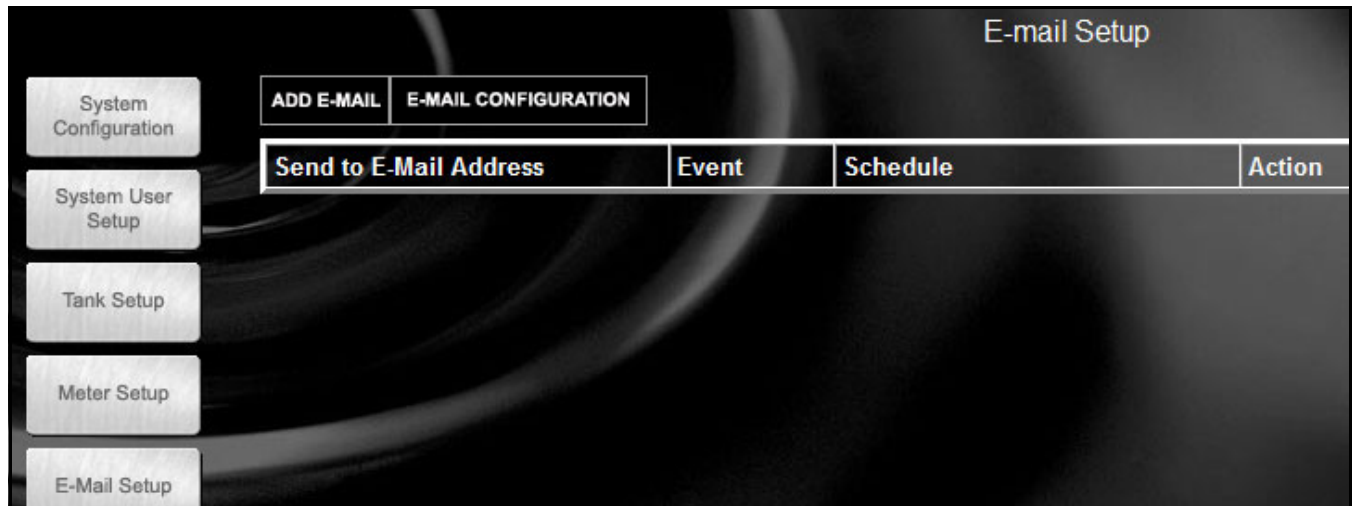 E-mail Setup
System
Configuration
ADD E-MAIL E-MAIL CONFIGURATION
Send to E-Mail Address Event Schedule Action
System User
Setup
Tank Setup
Meter Setup
E-Mail Setup